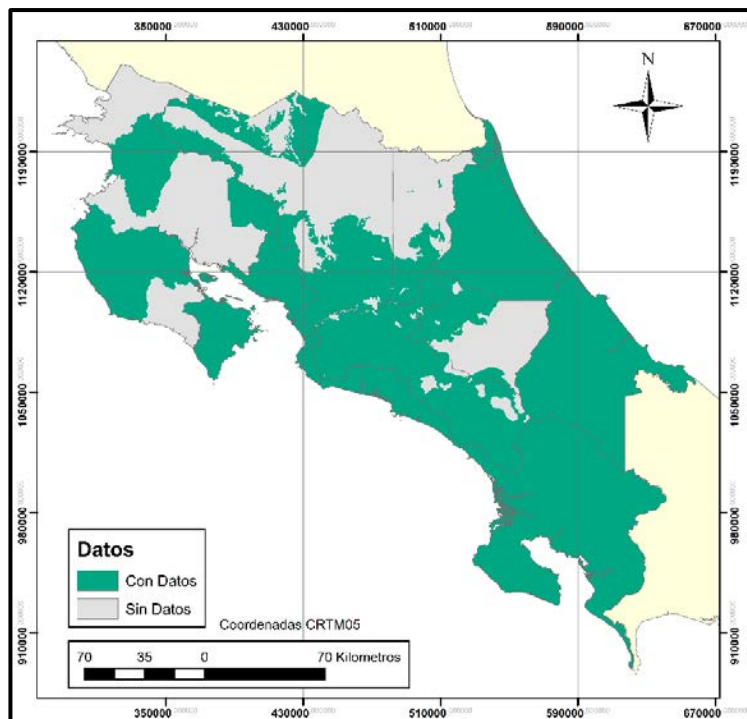 350000 430000 510000 590000 670000
N
1190000 1190000
1120000 1120000
1050000 1050000
980000 980000
910000 910000
Datos
Con Datos
Sin Datos
Coordenadas CRTM05
70 35 0 70 Kilometros
350000 430000 510000 590000 670000